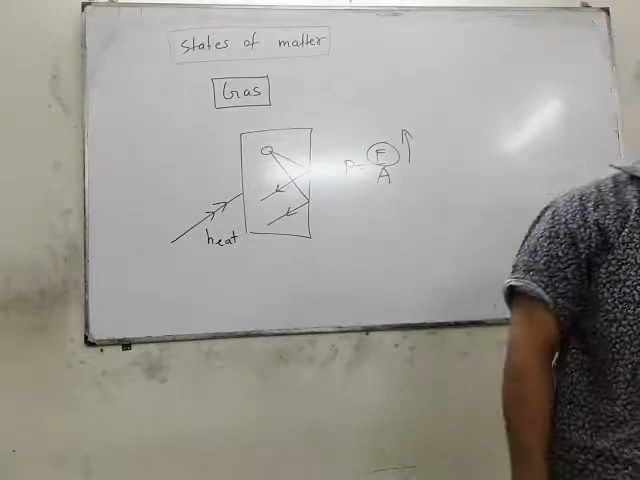 States of matter
Gas
P = F
A
heat